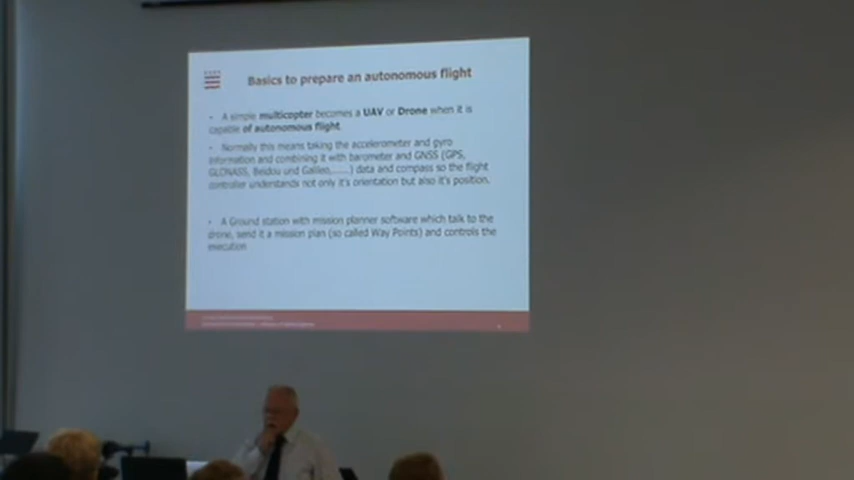 Basics to prepare an autonomous flight
- A simple multicopter becomes a UAV or Drone when it is
capable of autonomous flight.
- Normally this means taking the accelerometer and gyro
information and combining it with barometer and GNSS (GPS,
GLONASS, Beidou und Galileo,.....) data and compass so the flight
controller understands not only it's orientation but also it's position.
- A Ground station with mission planner software which talk to the
drone, send it a mission plan (so called Way Points) and controls the
execution